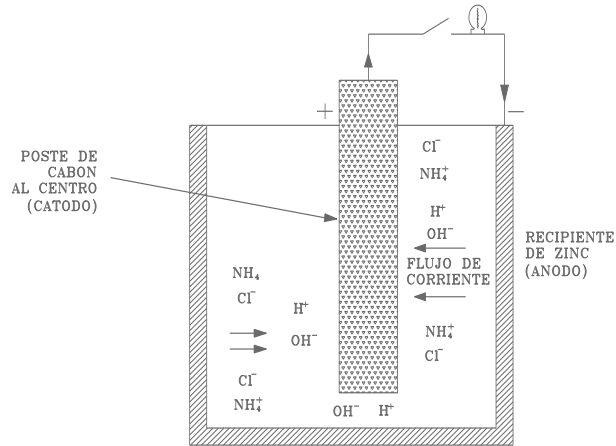 +
−
POSTE DE
CABON
AL CENTRO
(CATODO)
Cl⁻
NH₄⁺
H⁺
OH⁻
FLUJO DE
CORRIENTE
NH₄⁺
Cl⁻
RECIPIENTE
DE ZINC
(ANODO)
NH₄
Cl⁻
H⁺
OH⁻
Cl⁻
NH₄⁺
OH⁻ H⁺